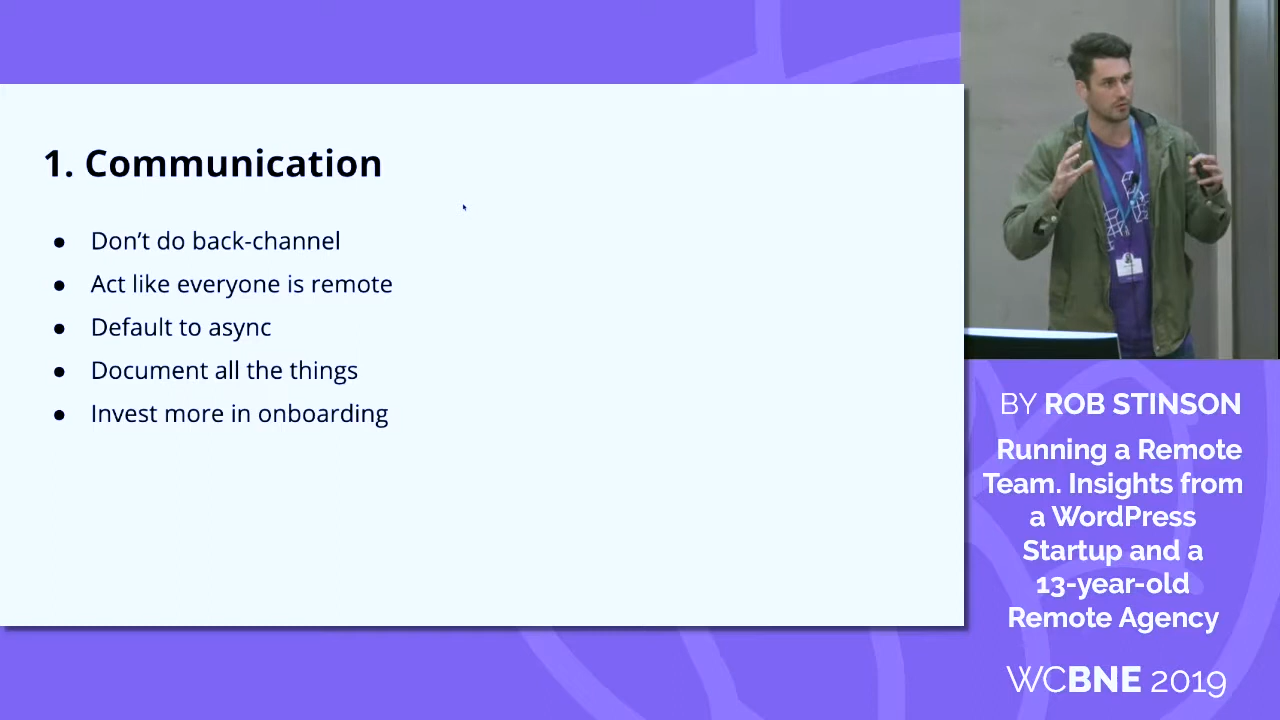 1. Communication
● Don’t do back-channel
● Act like everyone is remote
● Default to async
● Document all the things
● Invest more in onboarding
BY ROB STINSON
Running a Remote
Team. Insights from
a WordPress
Startup and a
13-year-old
Remote Agency
WCBNE 2019